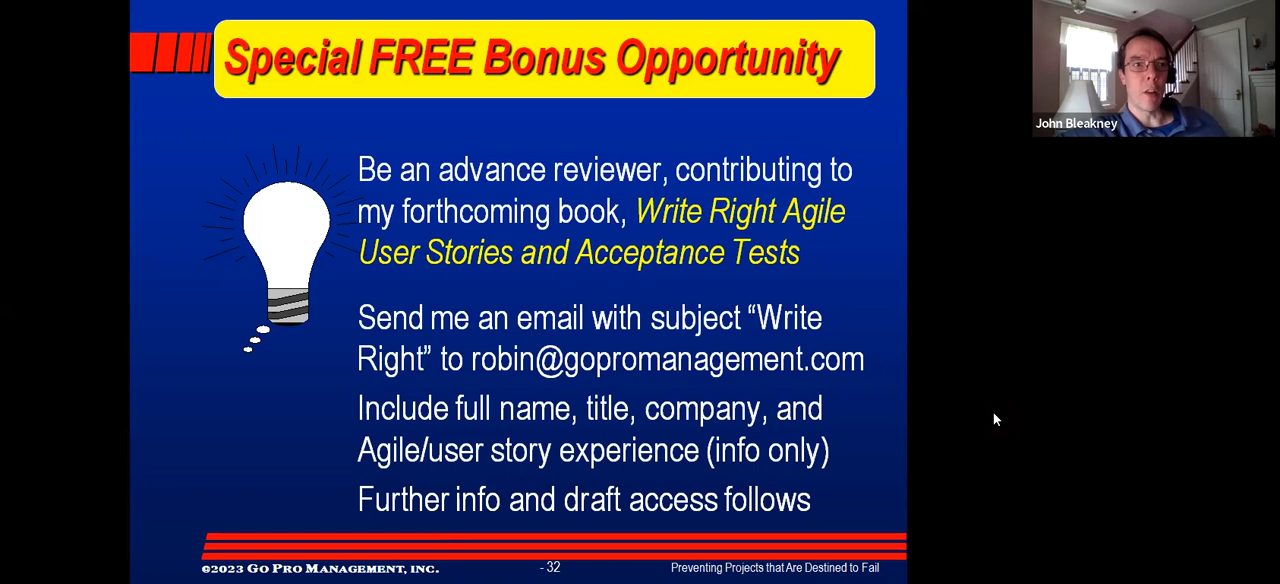 Special FREE Bonus Opportunity
John Bleakney
Be an advance reviewer, contributing to
my forthcoming book, Write Right Agile
User Stories and Acceptance Tests
Send me an email with subject “Write
Right” to robin@gopromanagement.com
Include full name, title, company, and
Agile/user story experience (info only)
Further info and draft access follows
©2023 GO PRO MANAGEMENT, INC.
- 32
Preventing Projects that Are Destined to Fail